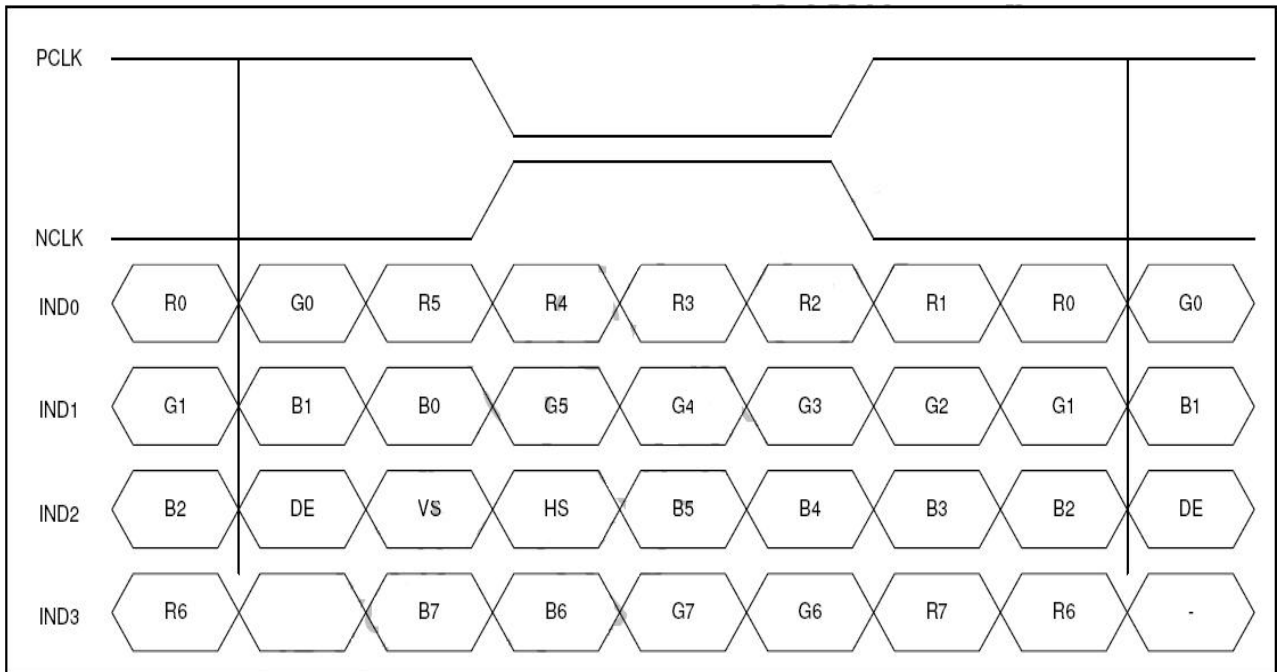 PCLK
NCLK
IND0 R0 G0 R5 R4 R3 R2 R1 R0 G0
IND1 G1 B1 B0 G5 G4 G3 G2 G1 B1
IND2 B2 DE VS HS B5 B4 B3 B2 DE
IND3 R6 B7 B6 G7 G6 R7 R6 -